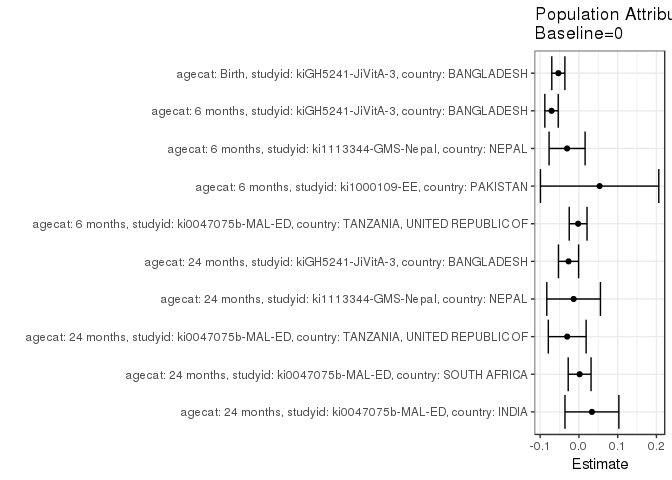 Population Attribu
Baseline=0
agecat: Birth, studyid: kiGH5241-JiVitA-3, country: BANGLADESH
agecat: 6 months, studyid: kiGH5241-JiVitA-3, country: BANGLADESH
agecat: 6 months, studyid: ki1113344-GMS-Nepal, country: NEPAL
agecat: 6 months, studyid: ki1000109-EE, country: PAKISTAN
agecat: 6 months, studyid: ki0047075b-MAL-ED, country: TANZANIA, UNITED REPUBLIC OF
agecat: 24 months, studyid: kiGH5241-JiVitA-3, country: BANGLADESH
agecat: 24 months, studyid: ki1113344-GMS-Nepal, country: NEPAL
agecat: 24 months, studyid: ki0047075b-MAL-ED, country: TANZANIA, UNITED REPUBLIC OF
agecat: 24 months, studyid: ki0047075b-MAL-ED, country: SOUTH AFRICA
agecat: 24 months, studyid: ki0047075b-MAL-ED, country: INDIA
-0.1 0.0 0.1 0.2
Estimate